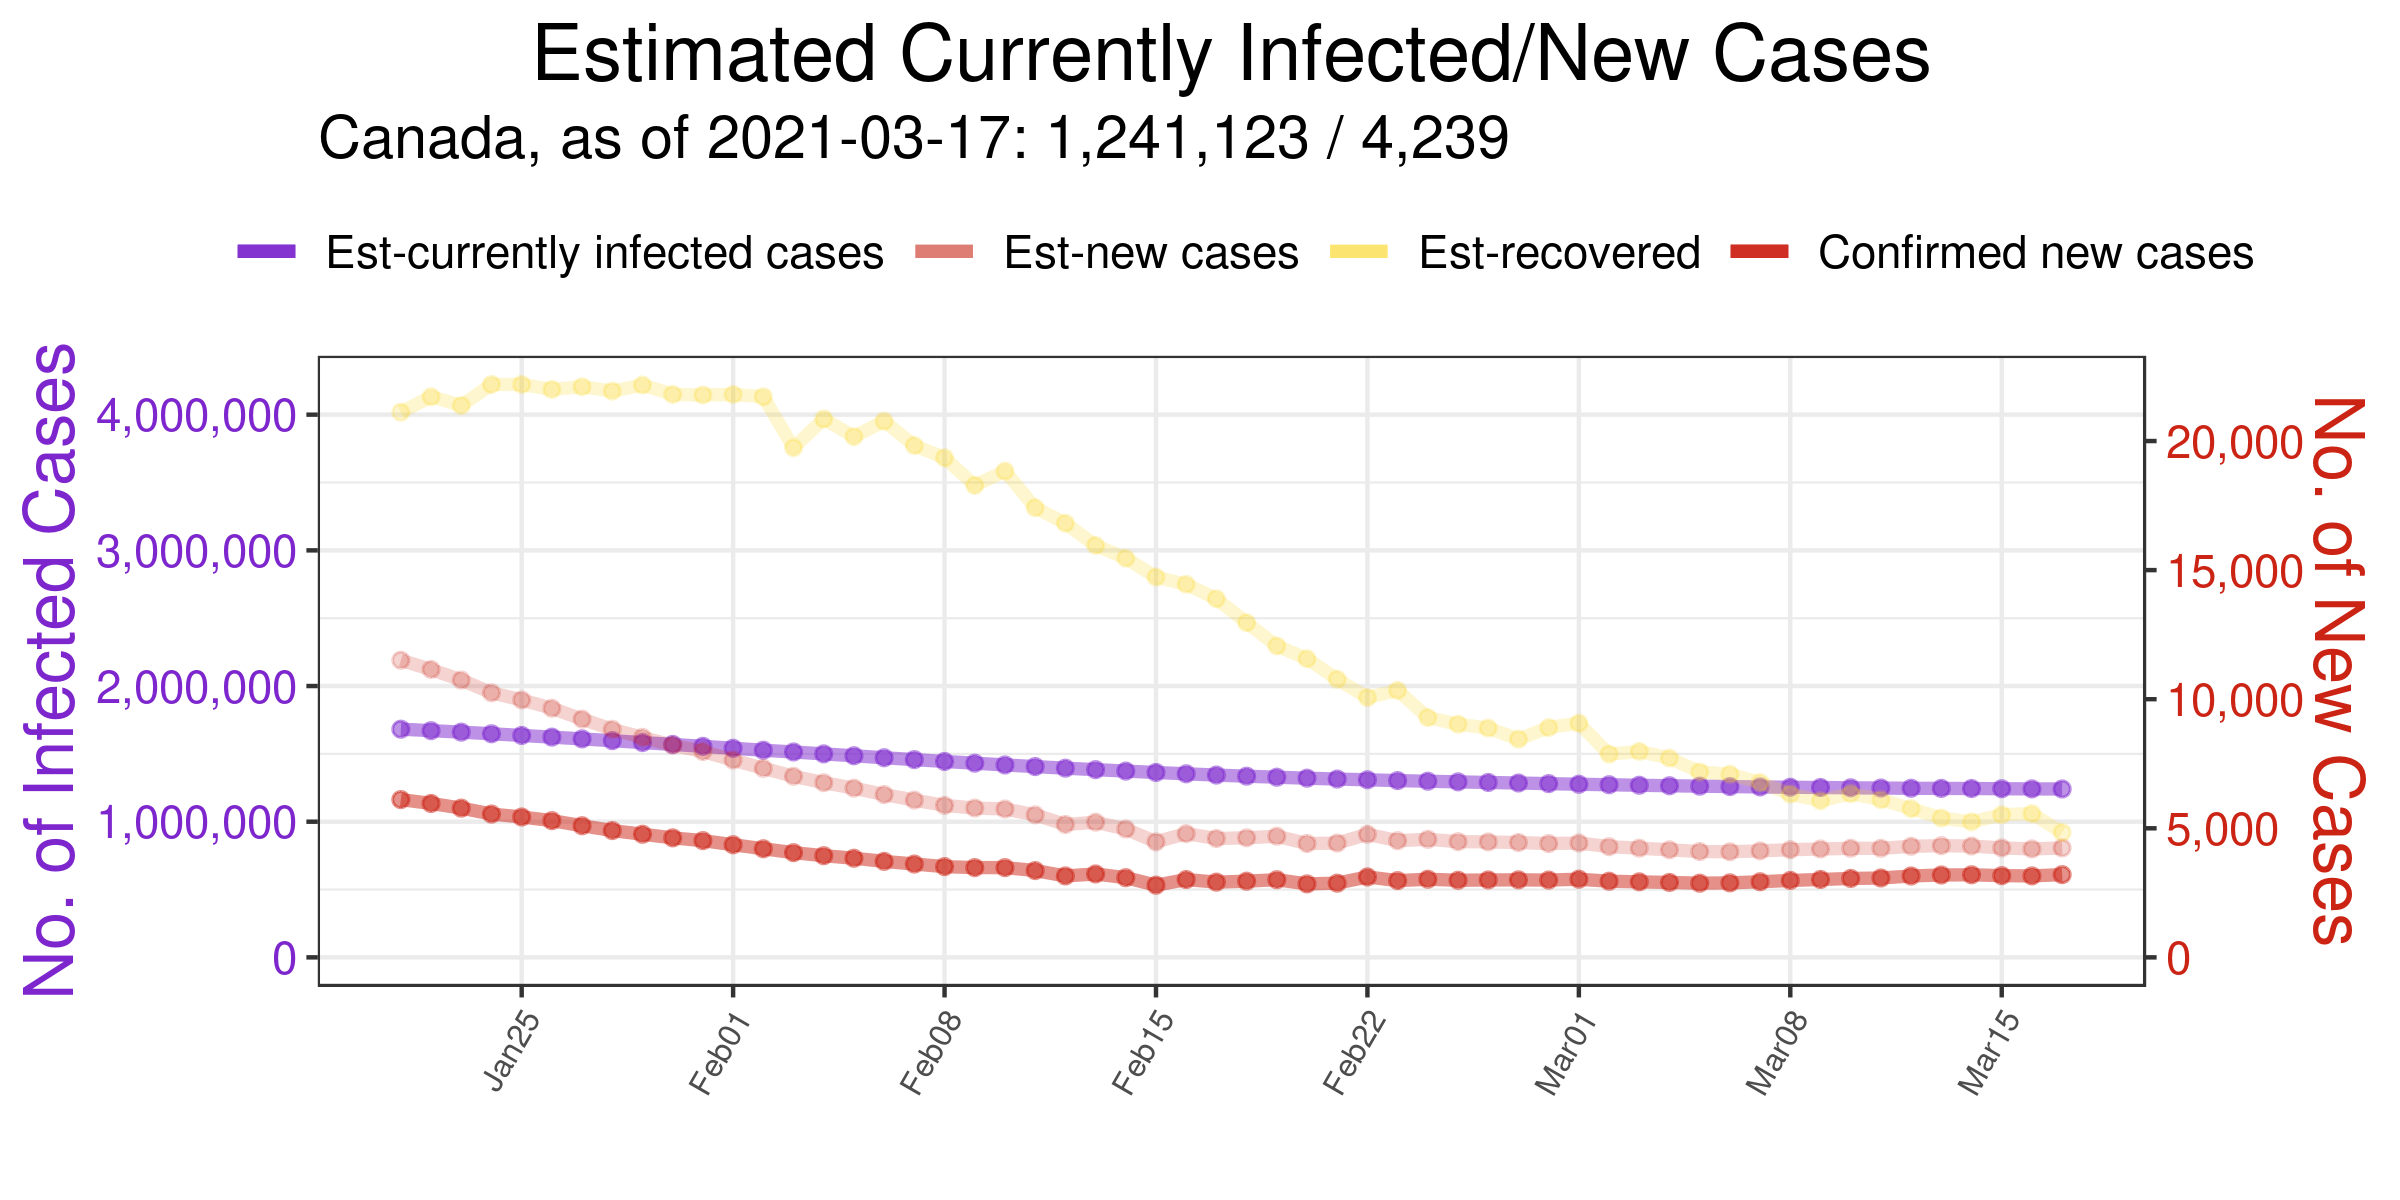 Estimated Currently Infected/New Cases
Canada, as of 2021-03-17: 1,241,123 / 4,239
Est-currently infected cases Est-new cases Est-recovered Confirmed new cases
No. of Infected Cases
4,000,000
3,000,000
2,000,000
1,000,000
0
20,000
15,000
10,000
5,000
0
No. of New Cases
Jan25 Feb01 Feb08 Feb15 Feb22 Mar01 Mar08 Mar15